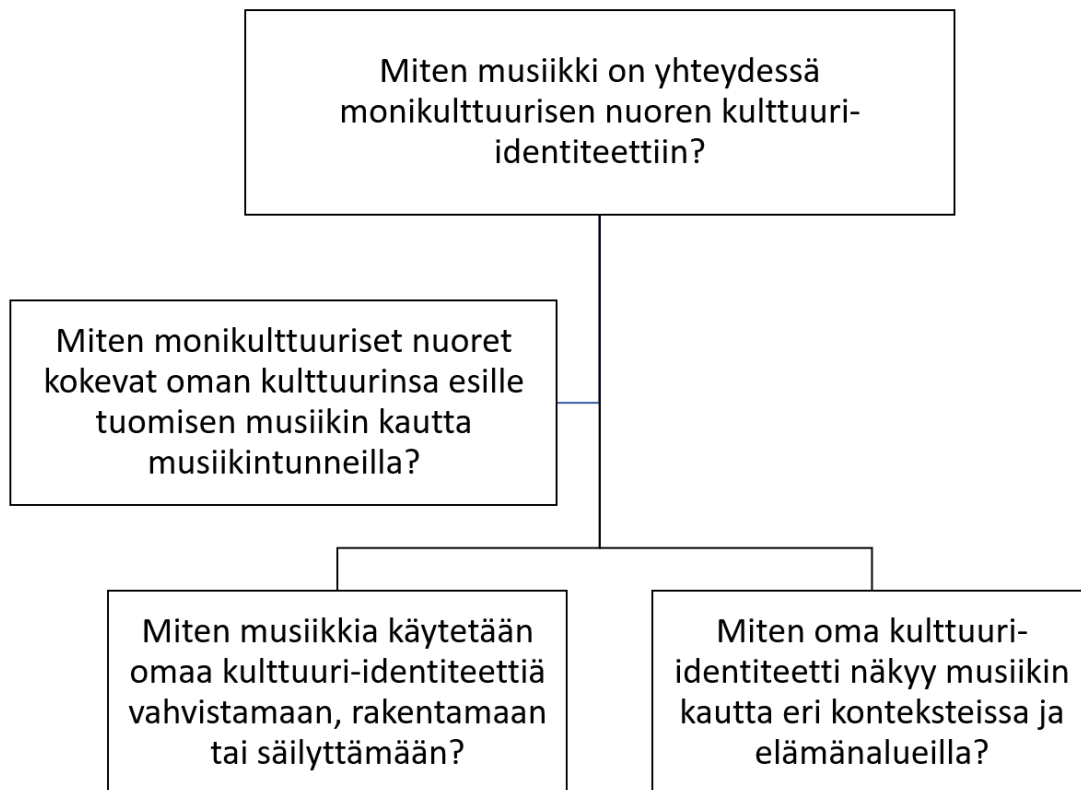 Miten musiikki on yhteydessä
monikulttuurisen nuoren kulttuuri-
identiteettiin?
Miten monikulttuuriset nuoret
kokevat oman kulttuurinsa esille
tuomisen musiikin kautta
musiikintunneilla?
Miten musiikkia käytetään
omaa kulttuuri-identiteettiä
vahvistamaan, rakentamaan
tai säilyttämään?
Miten oma kulttuuri-
identiteetti näkyy musiikin
kautta eri konteksteissa ja
elämänalueilla?